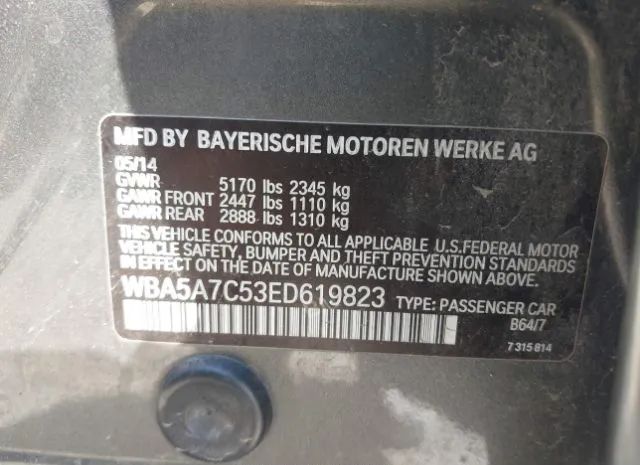 MFD BY BAYERISCHE MOTOREN WERKE AG
05/14
GVWR 5170 lbs 2345 kg
GAWR FRONT 2447 lbs 1110 kg
GAWR REAR 2888 lbs 1310 kg
THIS VEHICLE CONFORMS TO ALL APPLICABLE U.S.FEDERAL MOTOR
VEHICLE SAFETY, BUMPER AND THEFT PREVENTION STANDARDS
IN EFFECT ON THE DATE OF MANUFACTURE SHOWN ABOVE.
WBA5A7C53ED619823 TYPE: PASSENGER CAR
B64/7
7 315 814